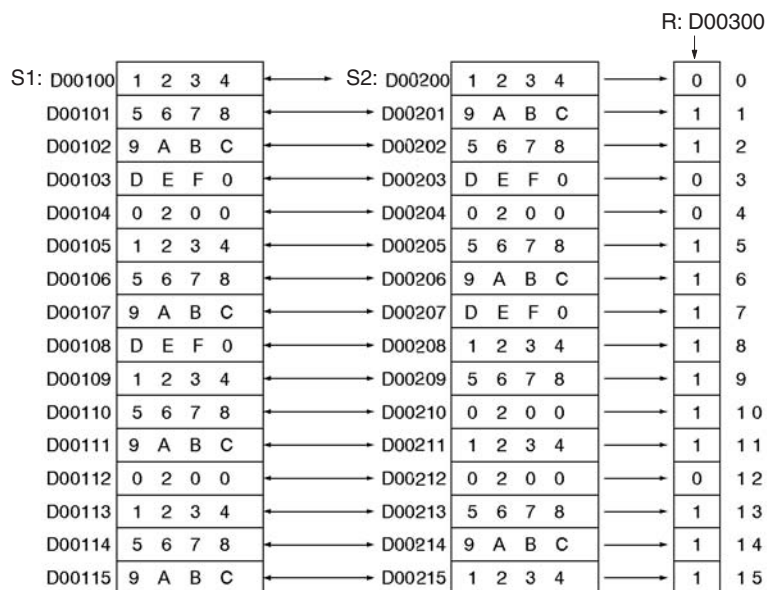 R: D00300
S1: D00100 1 2 3 4 S2: D00200 1 2 3 4 0 0
D00101 5 6 7 8 D00201 9 A B C 1 1
D00102 9 A B C D00202 5 6 7 8 1 2
D00103 D E F 0 D00203 D E F 0 0 3
D00104 0 2 0 0 D00204 0 2 0 0 0 4
D00105 1 2 3 4 D00205 5 6 7 8 1 5
D00106 5 6 7 8 D00206 9 A B C 1 6
D00107 9 A B C D00207 D E F 0 1 7
D00108 D E F 0 D00208 1 2 3 4 1 8
D00109 1 2 3 4 D00209 5 6 7 8 1 9
D00110 5 6 7 8 D00210 0 2 0 0 1 10
D00111 9 A B C D00211 1 2 3 4 1 11
D00112 0 2 0 0 D00212 0 2 0 0 0 12
D00113 1 2 3 4 D00213 5 6 7 8 1 13
D00114 5 6 7 8 D00214 9 A B C 1 14
D00115 9 A B C D00215 1 2 3 4 1 15